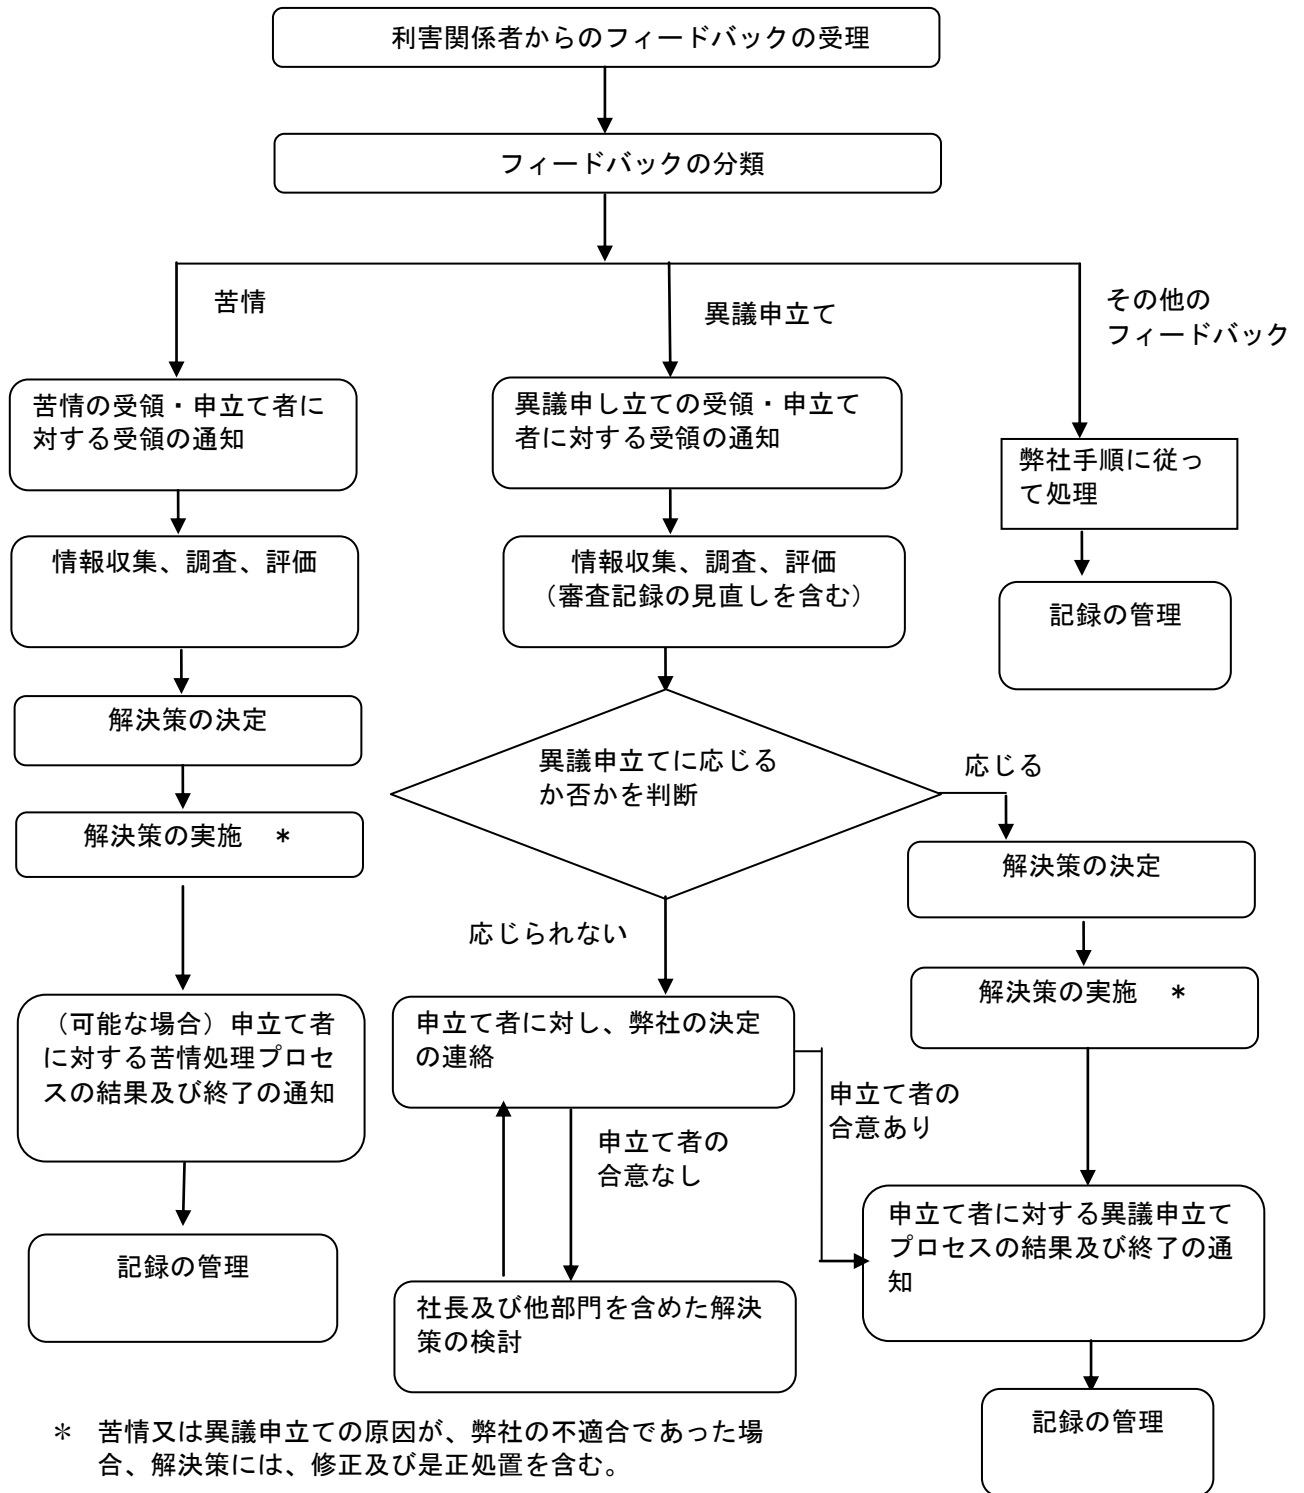 利害関係者からのフィードバックの受理
フィードバックの分類
苦情
異議申立て
その他の
フィードバック
苦情の受領・申立て者に
対する受領の通知
異議申し立ての受領・申立て
者に対する受領の通知
弊社手順に従っ
て処理
情報収集、調査、評価
情報収集、調査、評価
（審査記録の見直しを含む）
記録の管理
解決策の決定
異議申立てに応じる
か否かを判断
応じる
解決策の実施　*
解決策の決定
応じられない
解決策の実施　*
（可能な場合）申立て者
に対する苦情処理プロセ
スの結果及び終了の通知
申立て者に対し、弊社の決定
の連絡
申立て者の
合意あり
申立て者の
合意なし
申立て者に対する異議申立て
プロセスの結果及び終了の通
知
記録の管理
社長及び他部門を含めた解決
策の検討
記録の管理
＊　苦情又は異議申立ての原因が、弊社の不適合であった場
合、解決策には、修正及び是正処置を含む。